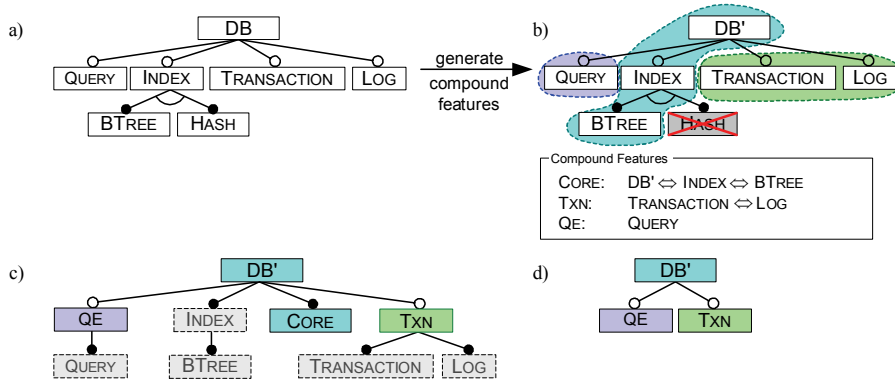 a)
DB
QUERY INDEX TRANSACTION LOG
BTREE HASH
generate
compound
features
b)
DB'
QUERY INDEX TRANSACTION LOG
BTREE HASH
Compound Features
CORE: DB' ⇔ INDEX ⇔ BTREE
TXN: TRANSACTION ⇔ LOG
QE: QUERY
c)
DB'
QE INDEX CORE TXN
QUERY BTREE TRANSACTION LOG
d)
DB'
QE TXN